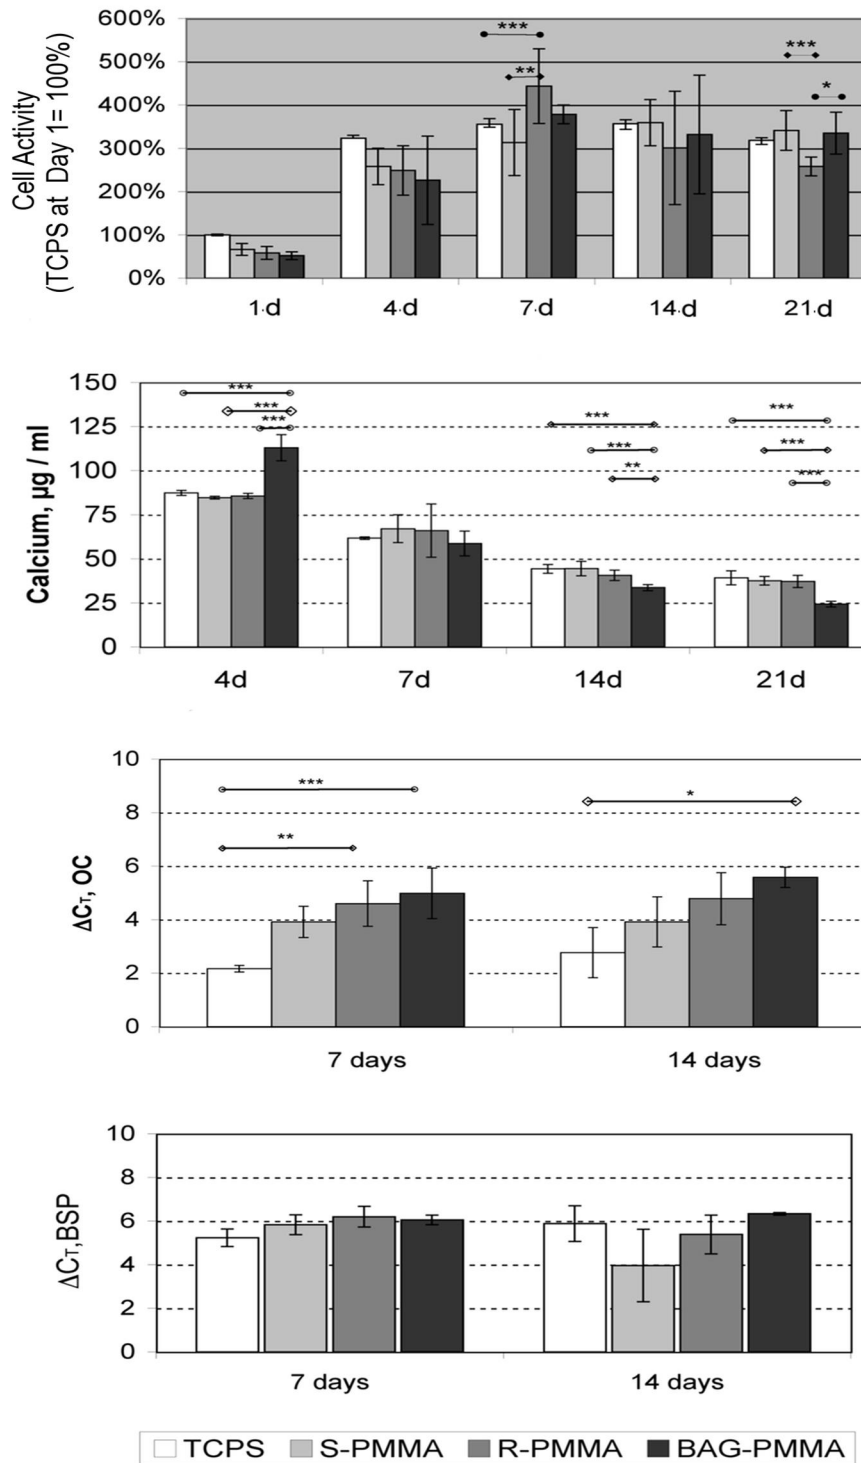 600%
500%
400%
300%
200%
100%
0%
Cell Activity
(TCPS at Day 1= 100%)
***
**
***
*
1.d
4.d
7.d
14.d
21.d
150
125
100
75
50
25
0
Calcium, µg / ml
***
***
***
***
***
**
***
***
***
4d
7d
14d
21d
10
8
6
4
2
0
ΔCT, OC
***
**
*
7 days
14 days
10
8
6
4
2
0
ΔCT,BSP
7 days
14 days
TCPS S-PMMA R-PMMA BAG-PMMA